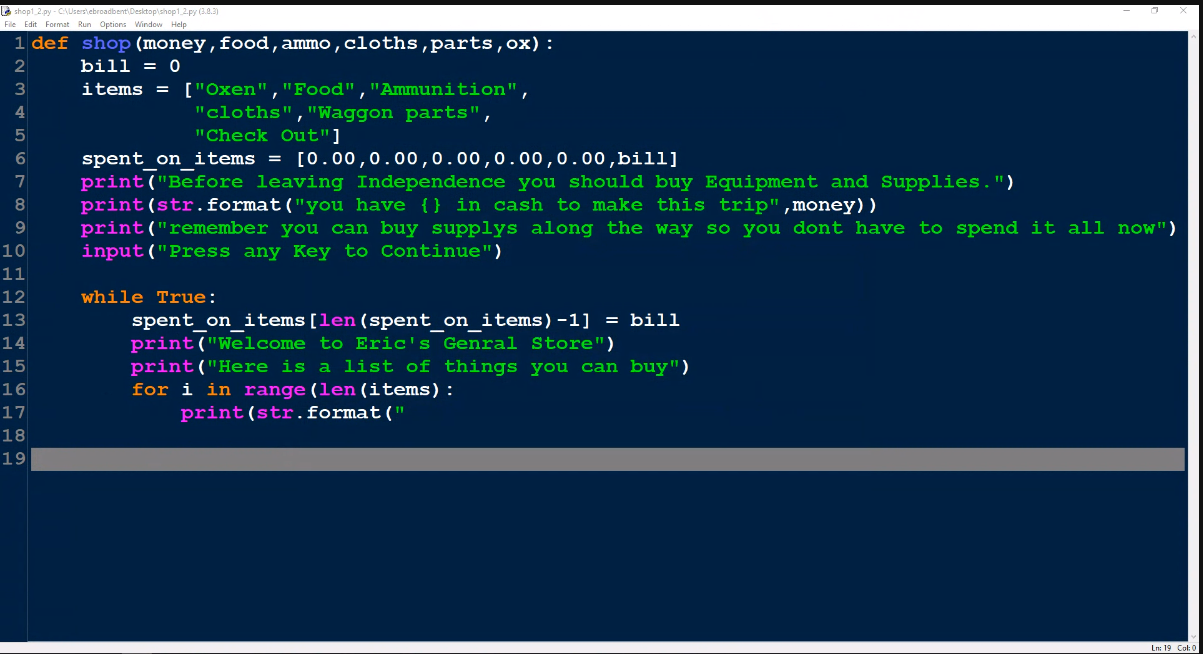 shop1_2.py - C:\Users\ebroadbent\Desktop\shop1_2.py (3.8.3)
File Edit Format Run Options Window Help
1 def shop(money,food,ammo,cloths,parts,ox):
2     bill = 0
3     items = ["Oxen","Food","Ammunition",
4              "cloths","Waggon parts",
5              "Check Out"]
6     spent_on_items = [0.00,0.00,0.00,0.00,0.00,bill]
7     print("Before leaving Independence you should buy Equipment and Supplies.")
8     print(str.format("you have {} in cash to make this trip",money))
9     print("remember you can buy supplys along the way so you dont have to spend it all now")
10     input("Press any Key to Continue")
11
12     while True:
13         spent_on_items[len(spent_on_items)-1] = bill
14         print("Welcome to Eric's Genral Store")
15         print("Here is a list of things you can buy")
16         for i in range(len(items):
17             print(str.format("
18
19
Ln: 19 Col: 0